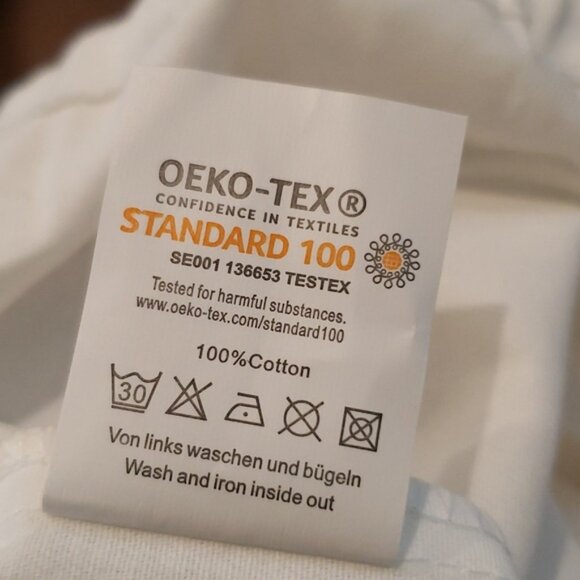 OEKO-TEX®
CONFIDENCE IN TEXTILES
STANDARD 100
SE001 136653 TESTEX
Tested for harmful substances.
www.oeko-tex.com/standard100
100%Cotton
30
Von links waschen und bügeln
Wash and iron inside out